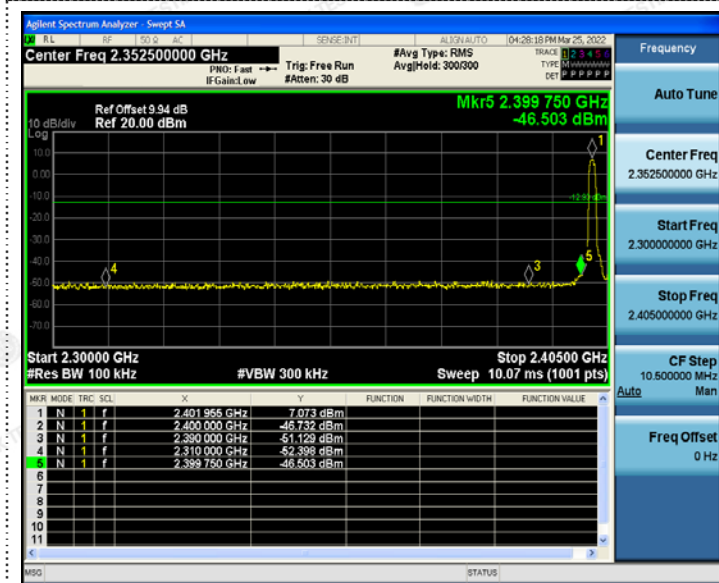 Agilent Spectrum Analyzer - Swept SA
RL RF 50 Ω AC SENSE:INT ALIGN AUTO 04:28:18 PM Mar 25, 2022
Center Freq 2.352500000 GHz
PNO: Fast
IFGain:Low
Trig: Free Run
#Atten: 30 dB
#Avg Type: RMS
Avg|Hold: 300/300
TRACE 1 2 3 4 5 6
TYPE M
DET P P P P P P
Ref Offset 9.94 dB
10 dB/div Ref 20.00 dBm
Log
Mkr5 2.399 750 GHz
-46.503 dBm
10.0
0.00
-10.0
-20.0
-30.0
-40.0
-50.0
-60.0
-70.0
1
5
3
4
Start 2.30000 GHz Stop 2.40500 GHz
#Res BW 100 kHz #VBW 300 kHz Sweep 10.07 ms (1001 pts)
MKR MODE TRC SCL X Y FUNCTION FUNCTION WIDTH FUNCTION VALUE
1 N 1 f 2.401 955 GHz 7.073 dBm
2 N 1 f 2.400 000 GHz -46.732 dBm
3 N 1 f 2.390 000 GHz -51.129 dBm
4 N 1 f 2.310 000 GHz -52.398 dBm
5 N 1 f 2.399 750 GHz -46.503 dBm
6
7
8
9
10
11
MSG STATUS
Frequency
Auto Tune
Center Freq
2.352500000 GHz
Start Freq
2.300000000 GHz
Stop Freq
2.405000000 GHz
CF Step
10.500000 MHz
Auto Man
Freq Offset
0 Hz